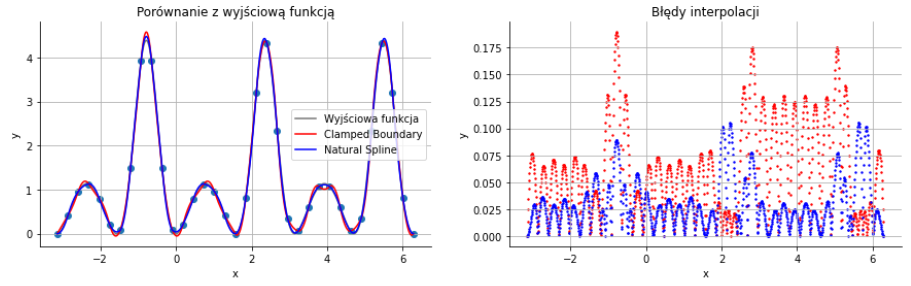 Porównanie z wyjściową funkcją
y
4
3
2
1
0
−2
0
2
4
6
x
Wyjściowa funkcja
Clamped Boundary
Natural Spline
Błędy interpolacji
y
0.175
0.150
0.125
0.100
0.075
0.050
0.025
0.000
−2
0
2
4
6
x